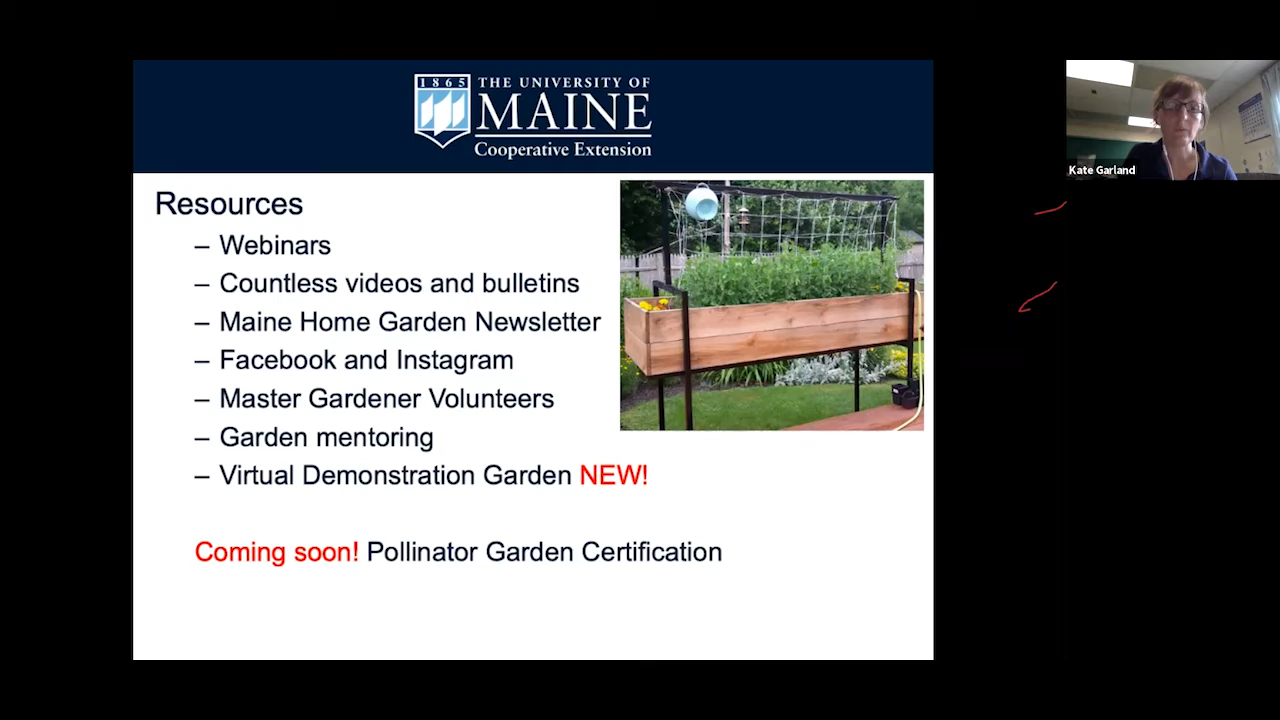 1865
THE UNIVERSITY OF
MAINE
Cooperative Extension
Resources
– Webinars
– Countless videos and bulletins
– Maine Home Garden Newsletter
– Facebook and Instagram
– Master Gardener Volunteers
– Garden mentoring
– Virtual Demonstration Garden NEW!
Coming soon! Pollinator Garden Certification
Kate Garland